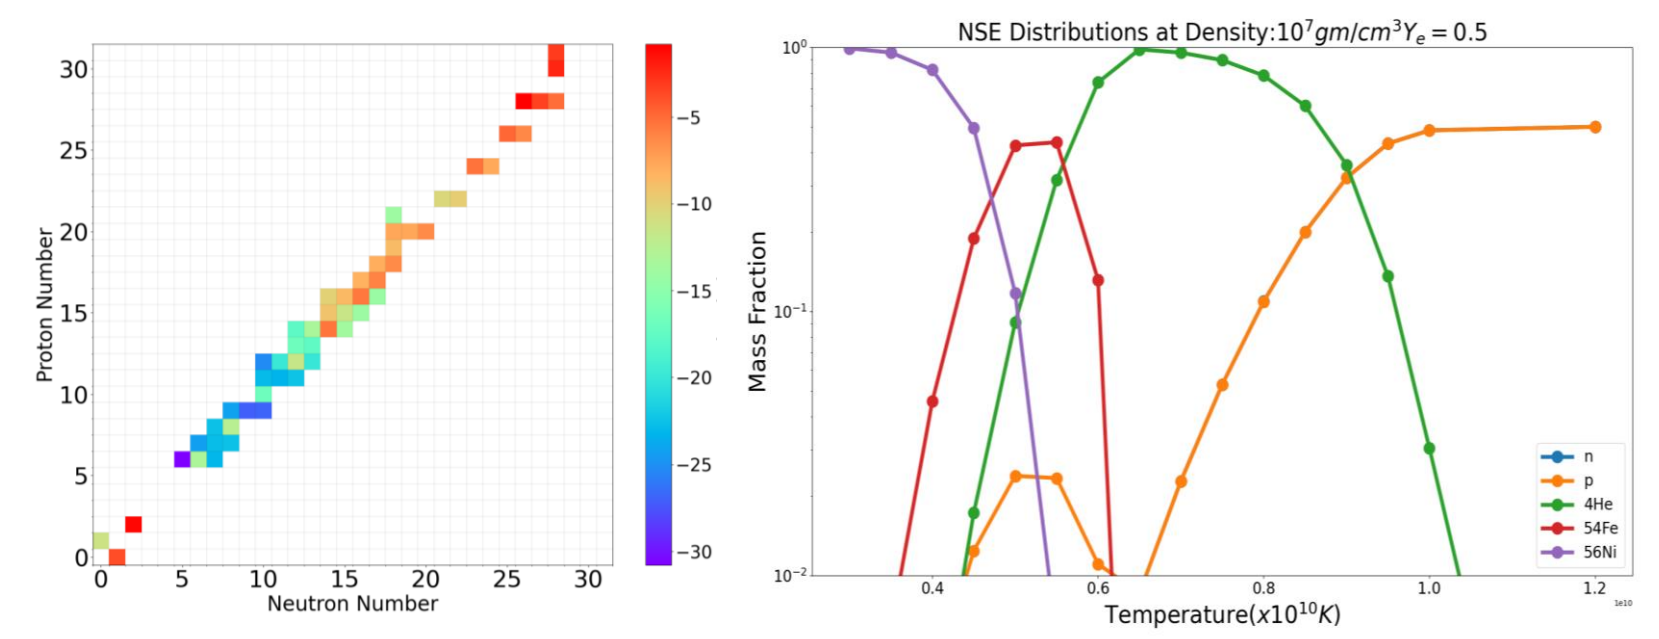 30
25
20
15
10
5
0
Proton Number
0 5 10 15 20 25 30
Neutron Number
−5
−10
−15
−20
−25
−30
NSE Distributions at Density:10⁷gm/cm³Yₑ = 0.5
10⁰
10⁻¹
10⁻²
Mass Fraction
n
p
4He
54Fe
56Ni
0.4 0.6 0.8 1.0 1.2
1e10
Temperature(x10¹⁰K)